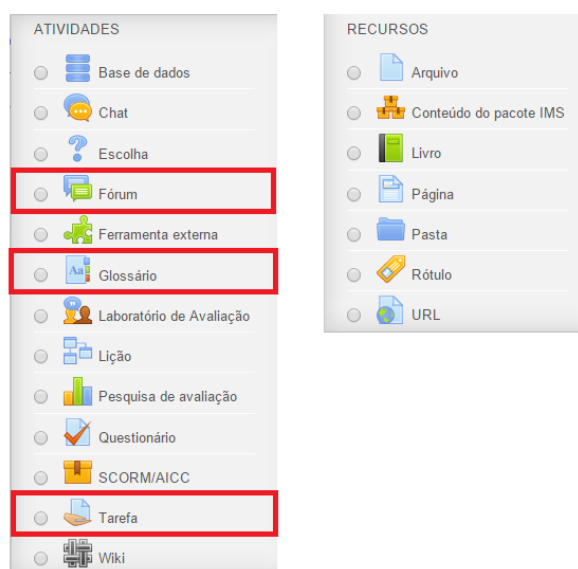 ATIVIDADES
Base de dados
Chat
Escolha
Fórum
Ferramenta externa
Glossário
Laboratório de Avaliação
Lição
Pesquisa de avaliação
Questionário
SCORM/AICC
Tarefa
Wiki
RECURSOS
Arquivo
Conteúdo do pacote IMS
Livro
Página
Pasta
Rótulo
URL